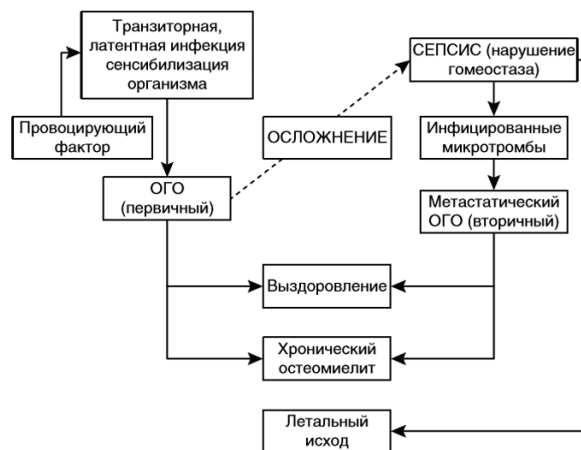 Транзиторная,
латентная инфекция
сенсибилизация
организма
СЕПСИС (нарушение
гомеостаза)
Провоцирующий
фактор
ОСЛОЖНЕНИЕ
Инфицированные
микротромбы
ОГО
(первичный)
Метастатический
ОГО (вторичный)
Выздоровление
Хронический
остеомиелит
Летальный
исход